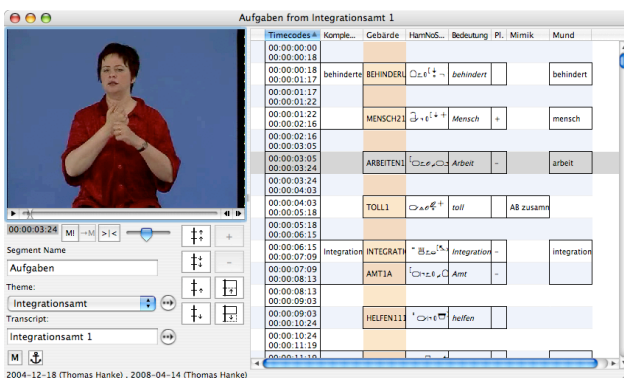 Aufgaben from Integrationsamt 1
Timecodes Komple... Gebärde HamNoS... Bedeutung Pl. Mimik Mund
00:00:00:00
00:00:00:18
00:00:00:18 behinderte BEHINDERU behindert behindert
00:00:01:17
00:00:01:17
00:00:01:22
00:00:01:22 MENSCH21 Mensch + mensch
00:00:02:16
00:00:02:16
00:00:03:05
00:00:03:05 ARBEITEN1 Arbeit - arbeit
00:00:03:24
00:00:03:24
00:00:04:03
00:00:04:03 TOLL1 toll AB zusamn
00:00:05:18
00:00:05:18
00:00:06:15
00:00:06:15 Integration INTEGRATI Integration - integration
00:00:07:09
00:00:07:09 AMT1A Amt -
00:00:08:13
00:00:08:13
00:00:09:03
00:00:09:03 HELFEN111 helfen
00:00:10:24
00:00:10:24
00:00:11:19
00:00:11:19
00:00:03:24 M! →M >|<
Segment Name
Aufgaben
Theme:
Integrationsamt
Transcript:
Integrationsamt 1
M
2004-12-18 (Thomas Hanke) , 2008-04-14 (Thomas Hanke)